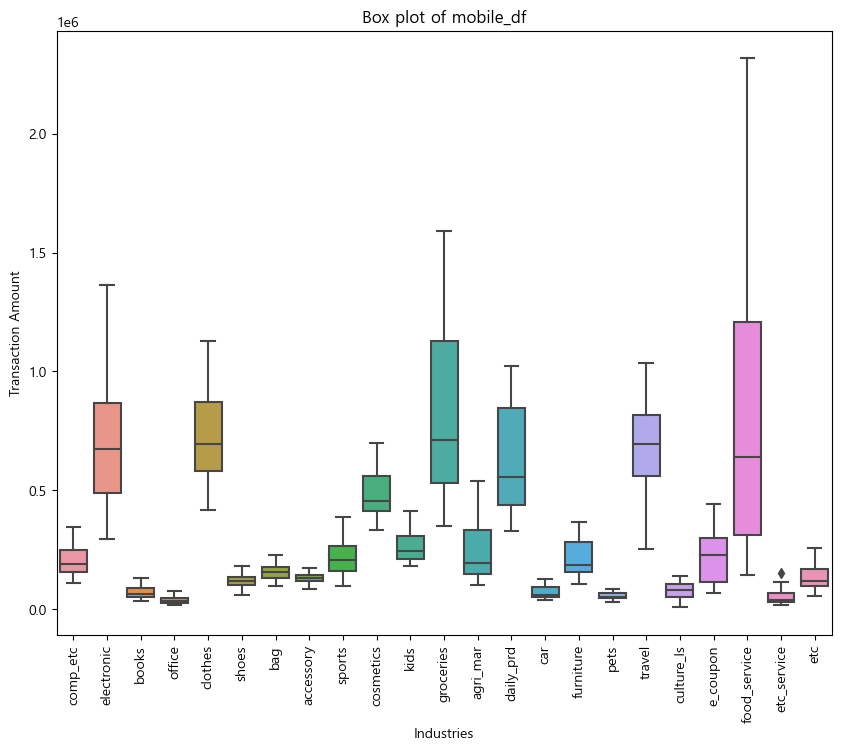 Box plot of mobile_df
1e6
2.0
1.5
1.0
0.5
0.0
Transaction Amount
comp_etc
electronic
books
office
clothes
shoes
bag
accessory
sports
cosmetics
kids
groceries
agri_mar
daily_prd
car
furniture
pets
travel
culture_ls
e_coupon
food_service
etc_service
etc
Industries